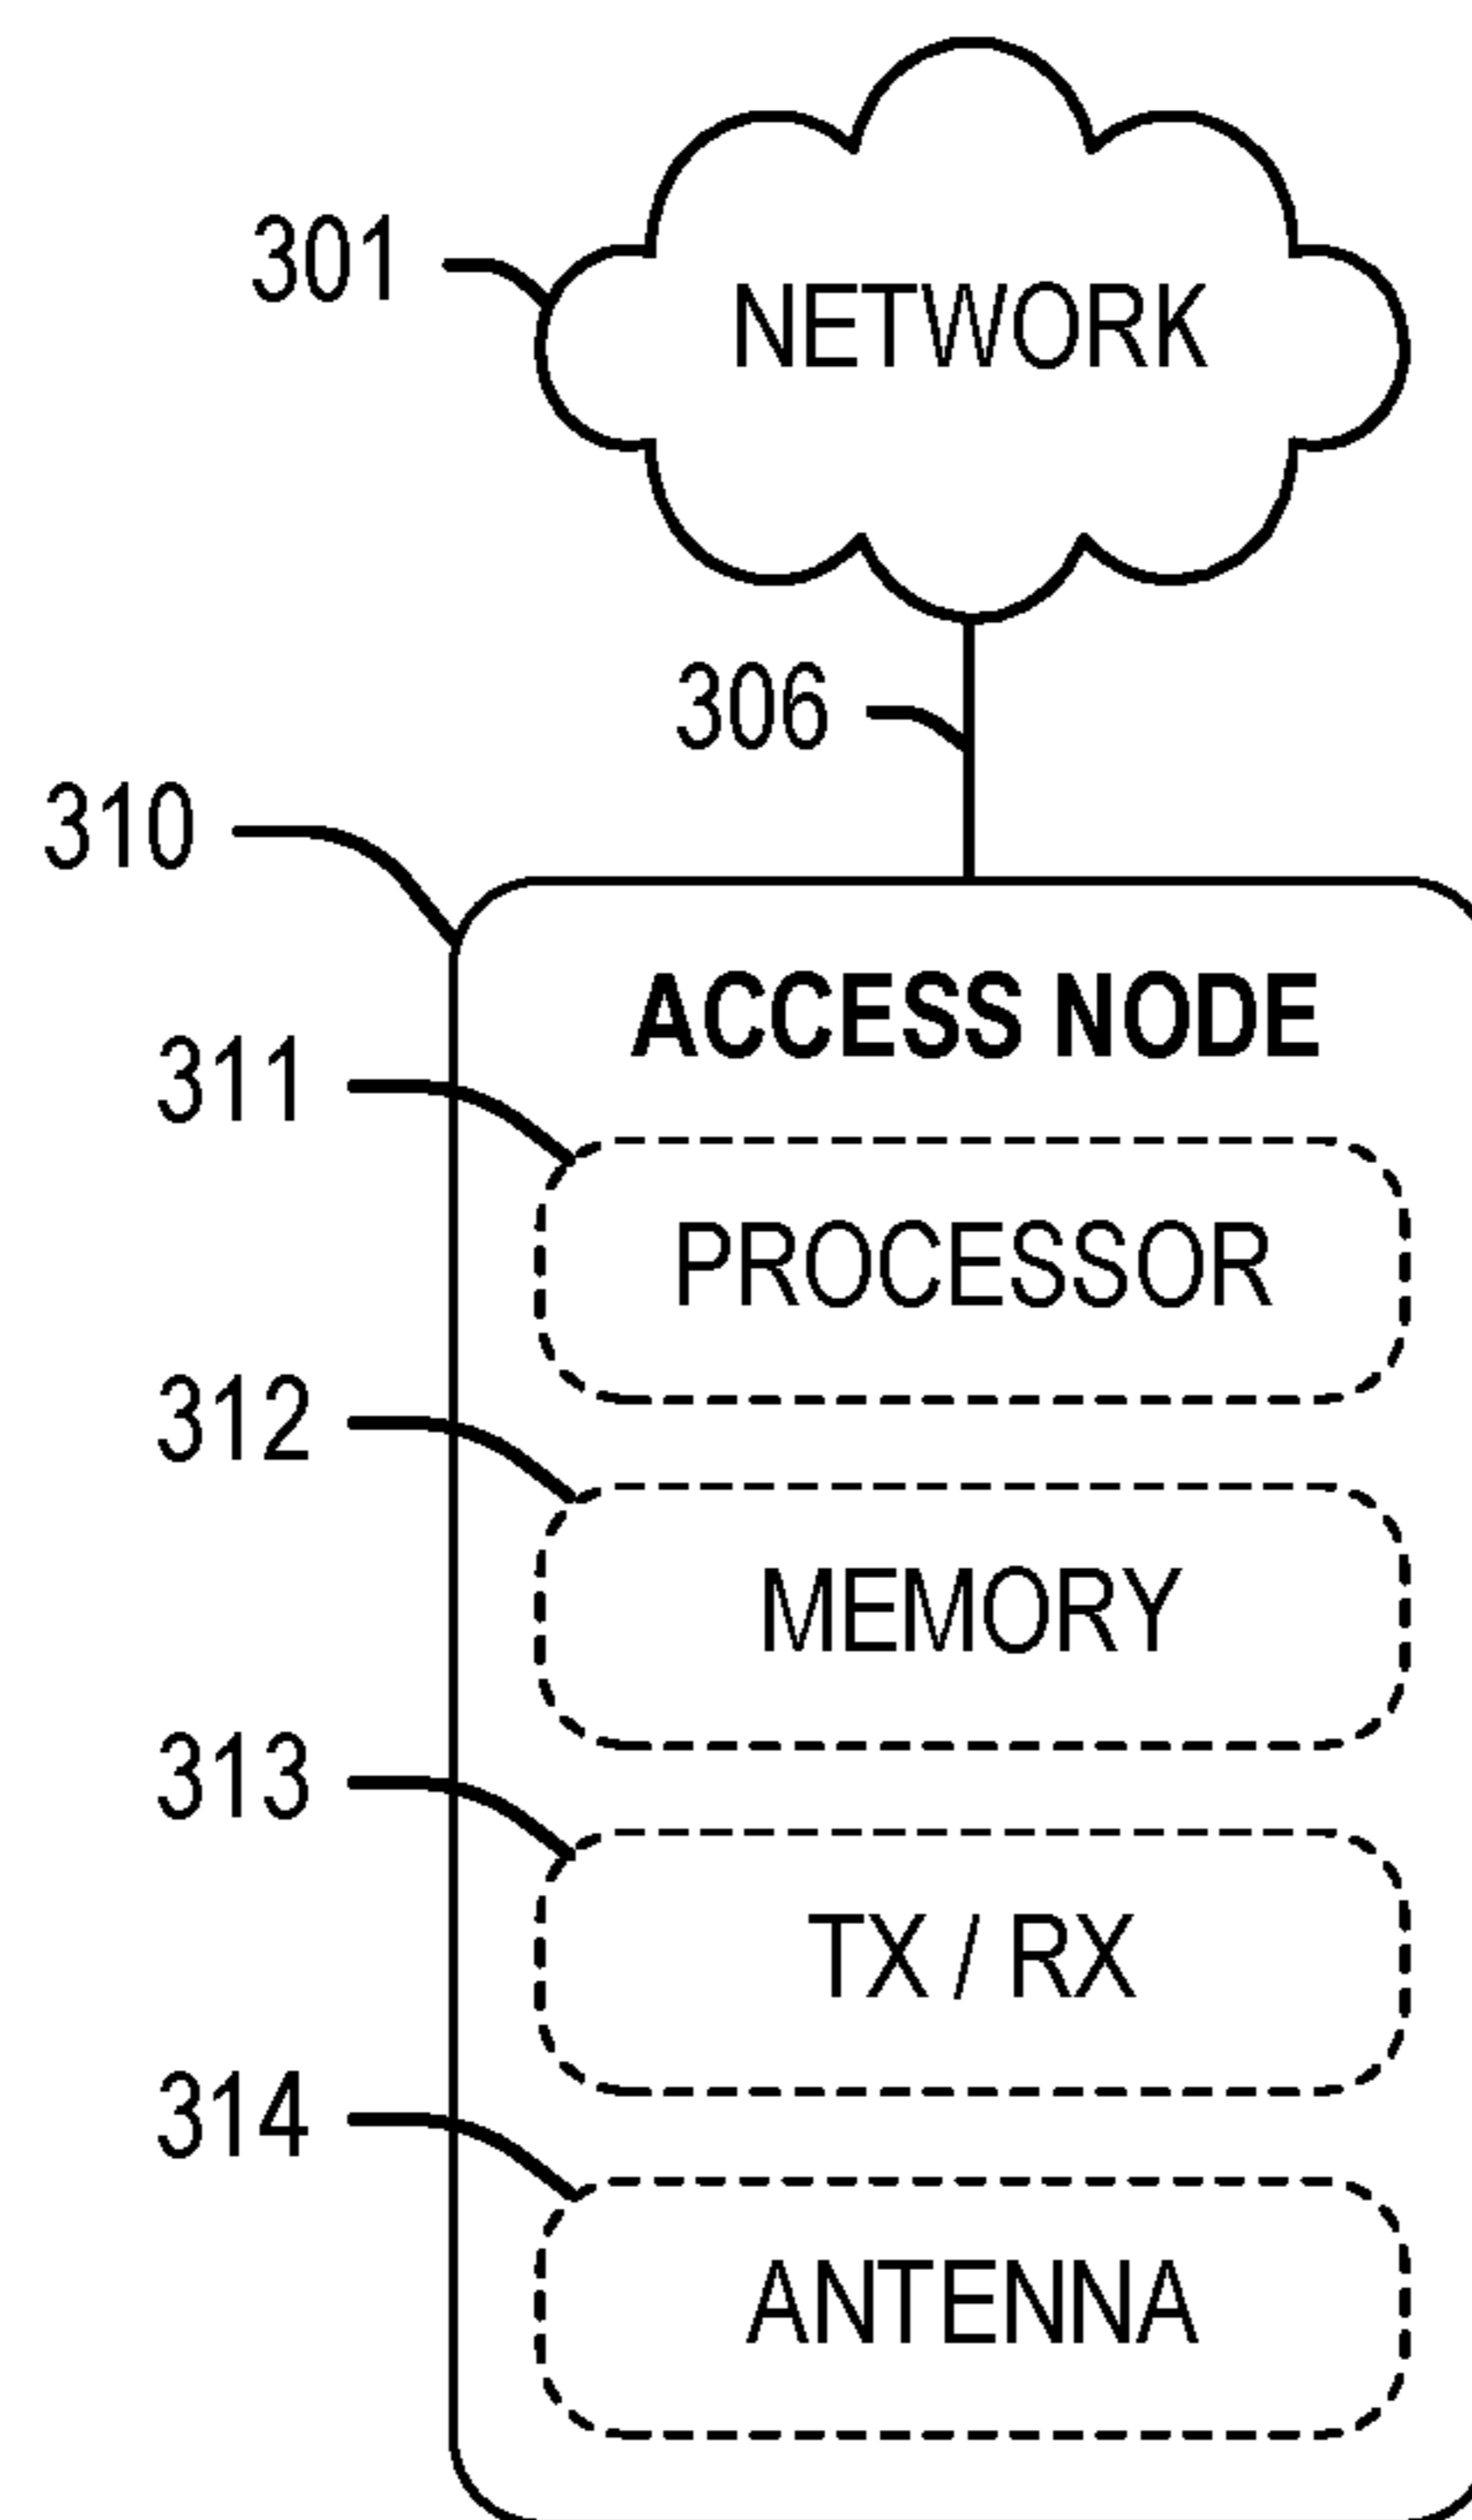 301
NETWORK
306
310
ACCESS NODE
311
PROCESSOR
312
MEMORY
313
TX / RX
314
ANTENNA